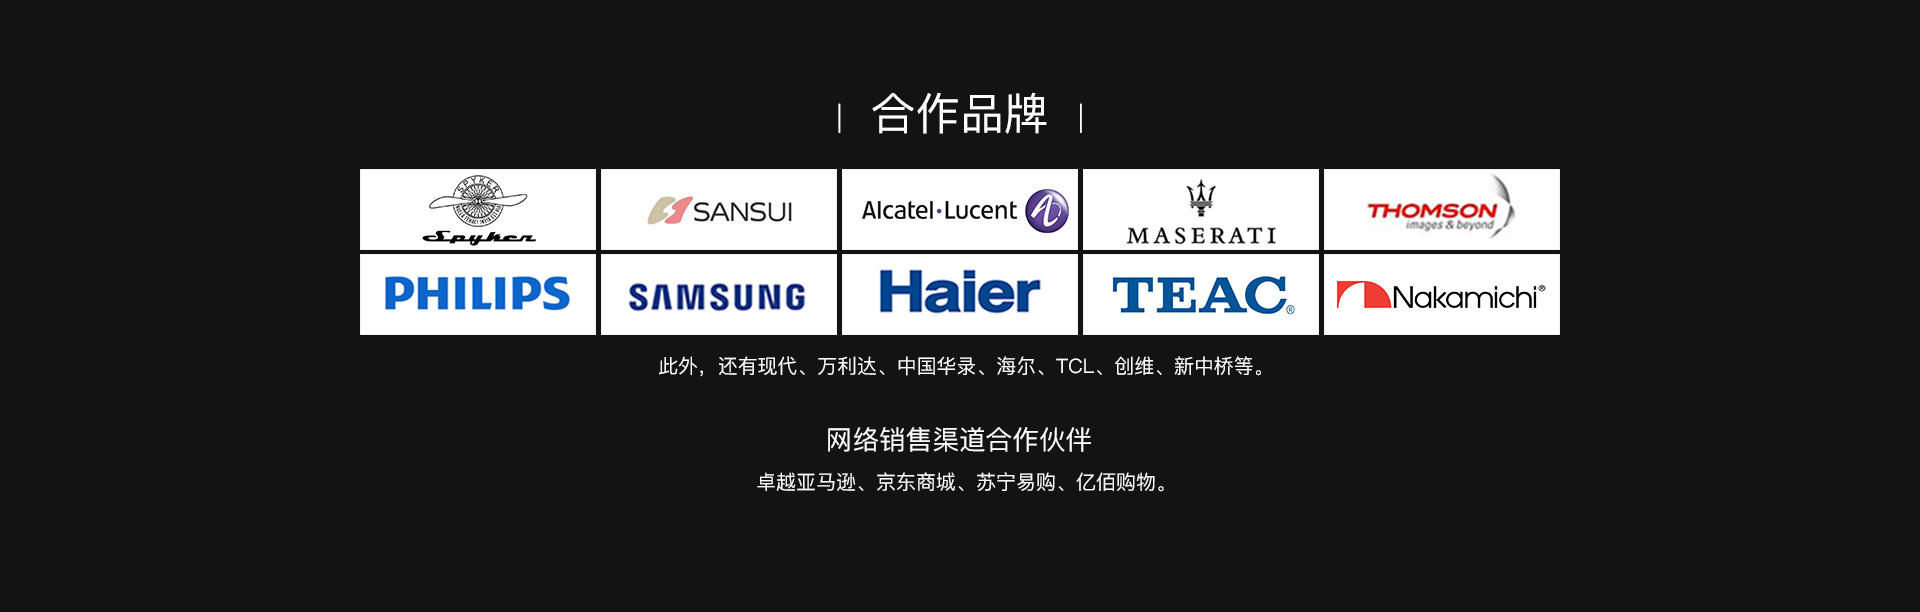 合作品牌
SPYKER
Spyker
SANSUI
Alcatel·Lucent
MASERATI
THOMSON
images & beyond
PHILIPS
SAMSUNG
Haier
TEAC®
Nakamichi®
此外，还有现代、万利达、中国华录、海尔、TCL、创维、新中桥等。
网络销售渠道合作伙伴
卓越亚马逊、京东商城、苏宁易购、亿佰购物。